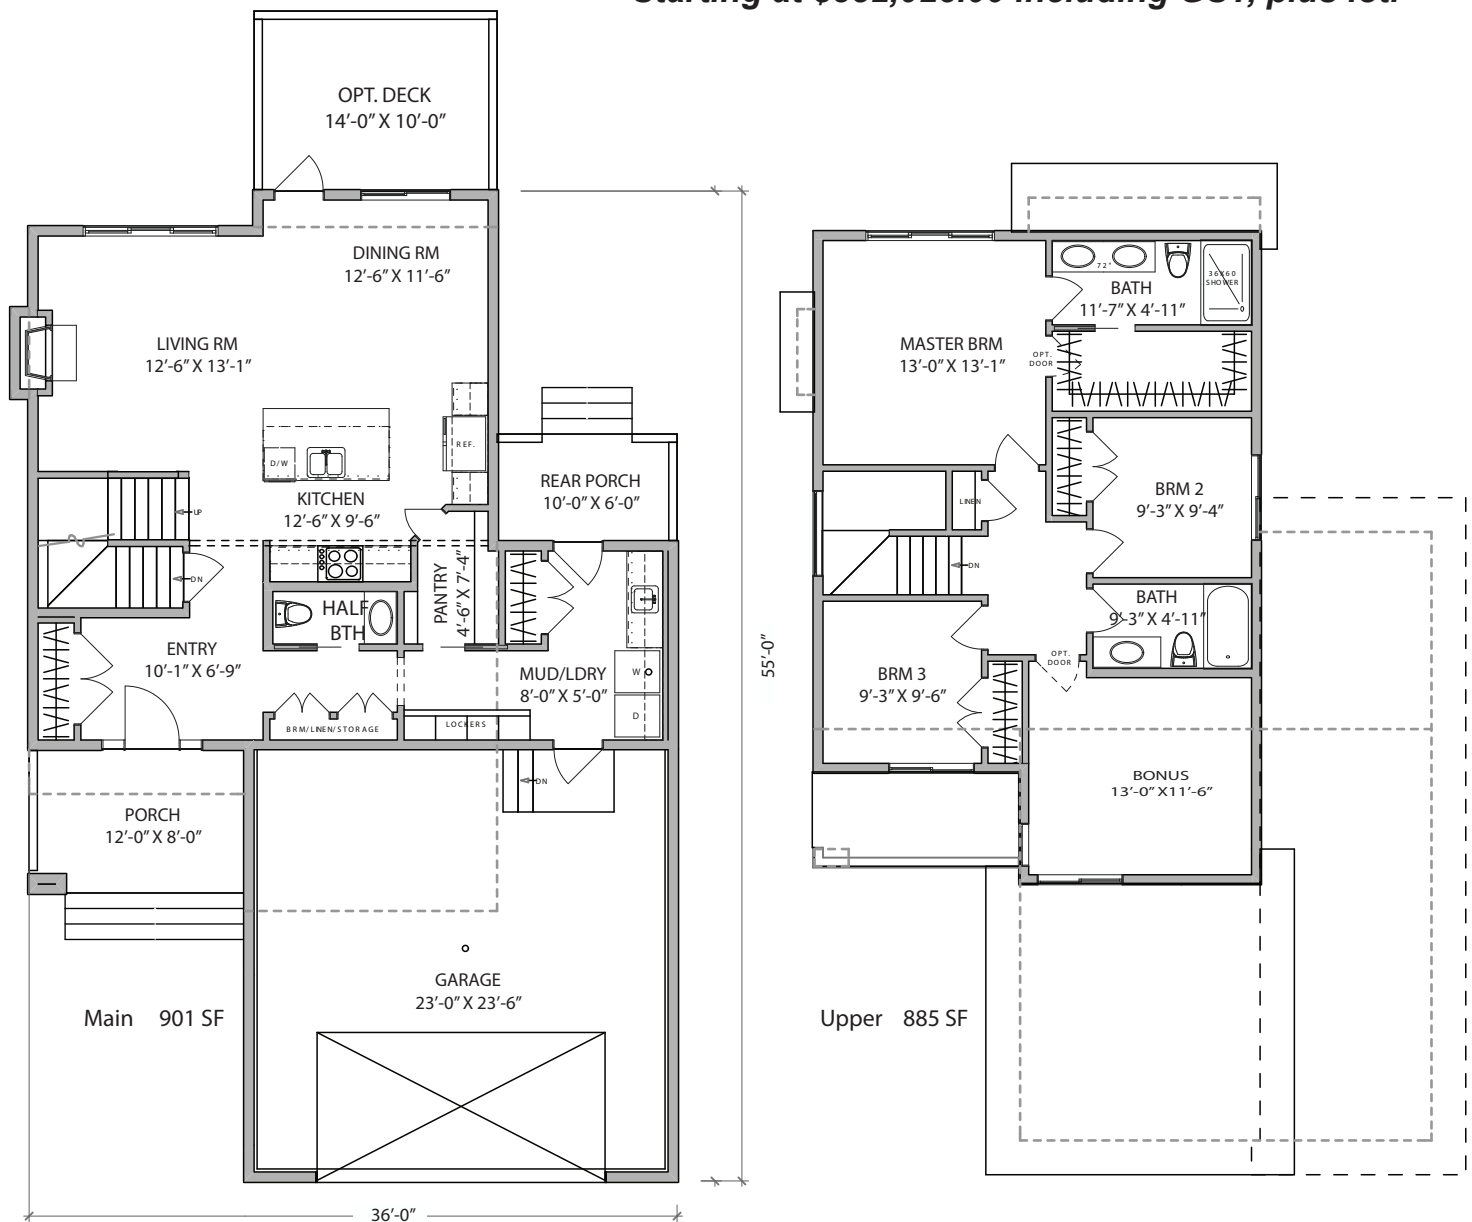 OPT. DECK
14'-0" X 10'-0"
DINING RM
12'-6" X 11'-6"
LIVING RM
12'-6" X 13'-1"
REF.
D/W
KITCHEN
12'-6" X 9'-6"
REAR PORCH
10'-0" X 6'-0"
UP
DN
PANTRY
4'-6" X 7'-4"
HALF
BTH
ENTRY
10'-1" X 6'-9"
MUD/LDRY
8'-0" X 5'-0"
W
D
BRM/LINEN/STORAGE
LOCKERS
DN
PORCH
12'-0" X 8'-0"
GARAGE
23'-0" X 23'-6"
Main 901 SF
36'-0"
55'-0"
72"
36X60
SHOWER
BATH
11'-7" X 4'-11"
MASTER BRM
13'-0" X 13'-1"
OPT.
DOOR
LINEN
BRM 2
9'-3" X 9'-4"
DN
BATH
9'-3" X 4'-11"
OPT.
DOOR
BRM 3
9'-3" X 9'-6"
BONUS
13'-0" X11'-6"
Upper 885 SF